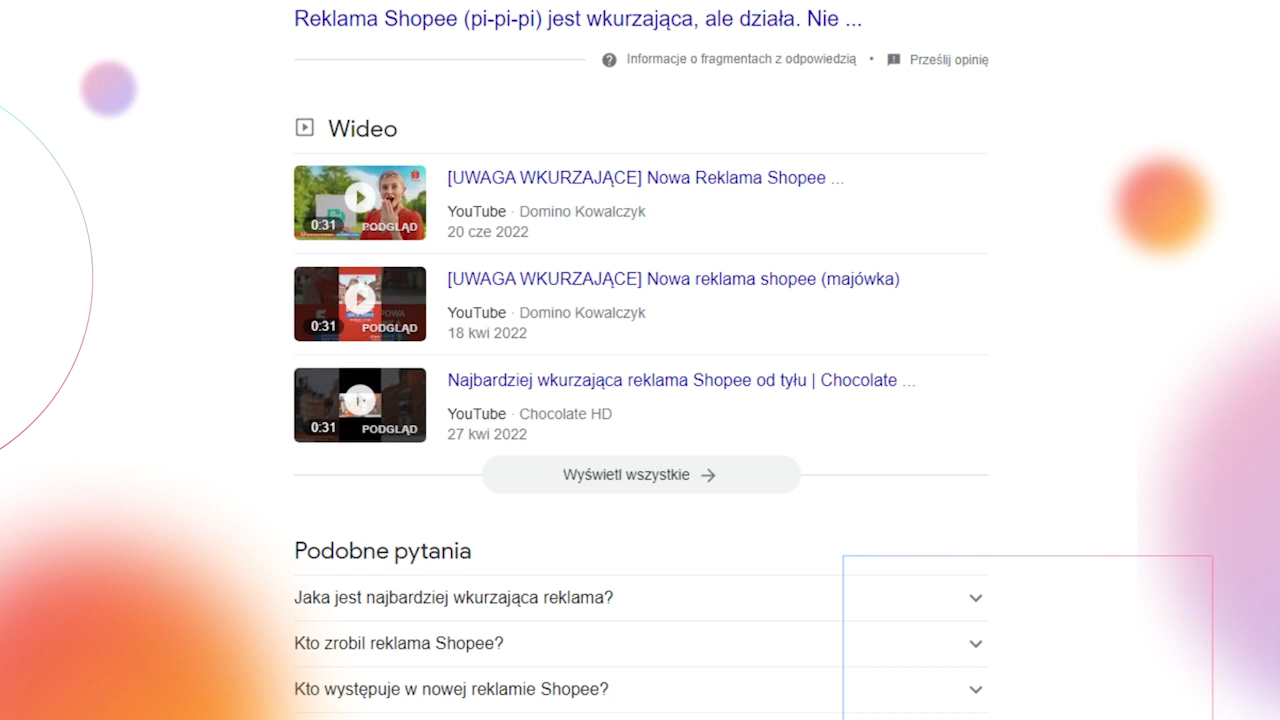 Reklama Shopee (pi-pi-pi) jest wkurzająca, ale działa. Nie ...
Informacje o fragmentach z odpowiedzią • Prześlij opinię
Wideo
[UWAGA WKURZAJĄCE] Nowa Reklama Shopee ...
0:31 PODGLĄD
YouTube · Domino Kowalczyk
20 cze 2022
[UWAGA WKURZAJĄCE] Nowa reklama shopee (majówka)
0:31 PODGLĄD
YouTube · Domino Kowalczyk
18 kwi 2022
Najbardziej wkurzająca reklama Shopee od tyłu | Chocolate ...
0:31 PODGLĄD
YouTube · Chocolate HD
27 kwi 2022
Wyświetl wszystkie
Podobne pytania
Jaka jest najbardziej wkurzająca reklama?
Kto zrobil reklama Shopee?
Kto występuje w nowej reklamie Shopee?